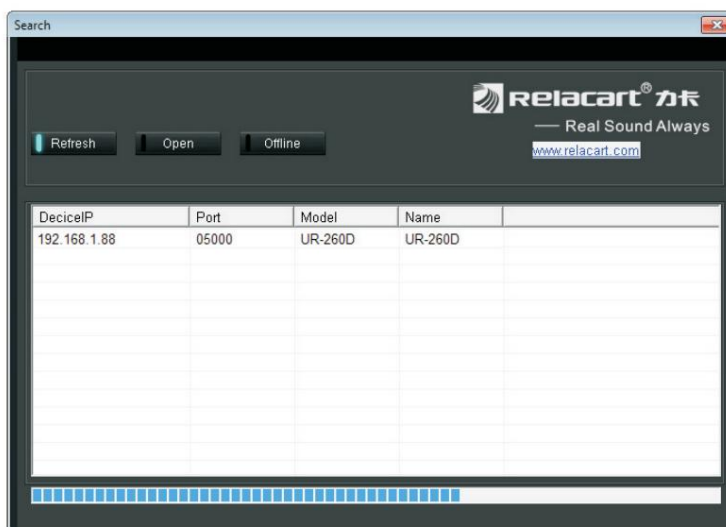 Search
Relacart® 力卡
— Real Sound Always
www.relacart.com
Refresh Open Offline
DeciceIP Port Model Name
192.168.1.88 05000 UR-260D UR-260D